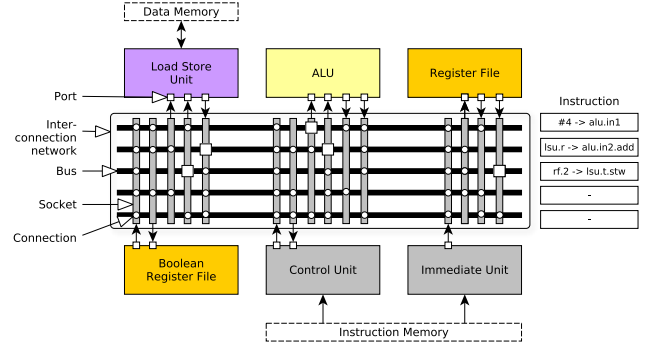 Data Memory
Load Store
Unit
ALU
Register File
Port
Inter-
connection
network
Bus
Socket
Connection
Instruction
#4 -> alu.in1
lsu.r -> alu.in2.add
rf.2 -> lsu.t.stw
-
-
Boolean
Register File
Control Unit
Immediate Unit
Instruction Memory